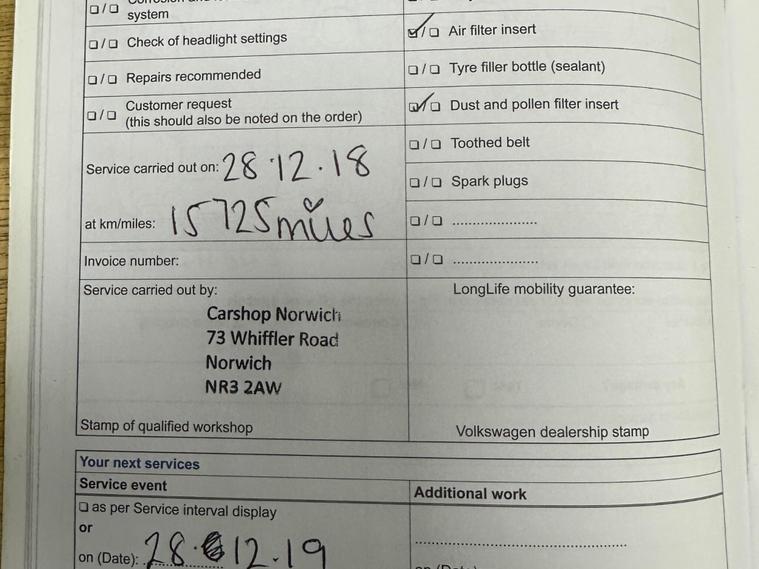 system
❏/❏ Check of headlight settings
❏/❏ Repairs recommended
❏/❏ Customer request
(this should also be noted on the order)
Service carried out on: 28.12.18
at km/miles: 15725 miles
Invoice number:
Service carried out by:
Carshop Norwich
73 Whiffler Road
Norwich
NR3 2AW
Stamp of qualified workshop
☑/❏ Air filter insert
❏/❏ Tyre filler bottle (sealant)
☑/❏ Dust and pollen filter insert
❏/❏ Toothed belt
❏/❏ Spark plugs
❏/❏ ......................
❏/❏ ......................
LongLife mobility guarantee:
Volkswagen dealership stamp
Your next services
Service event
❏ as per Service interval display
or
on (Date): 28.12.19
Additional work